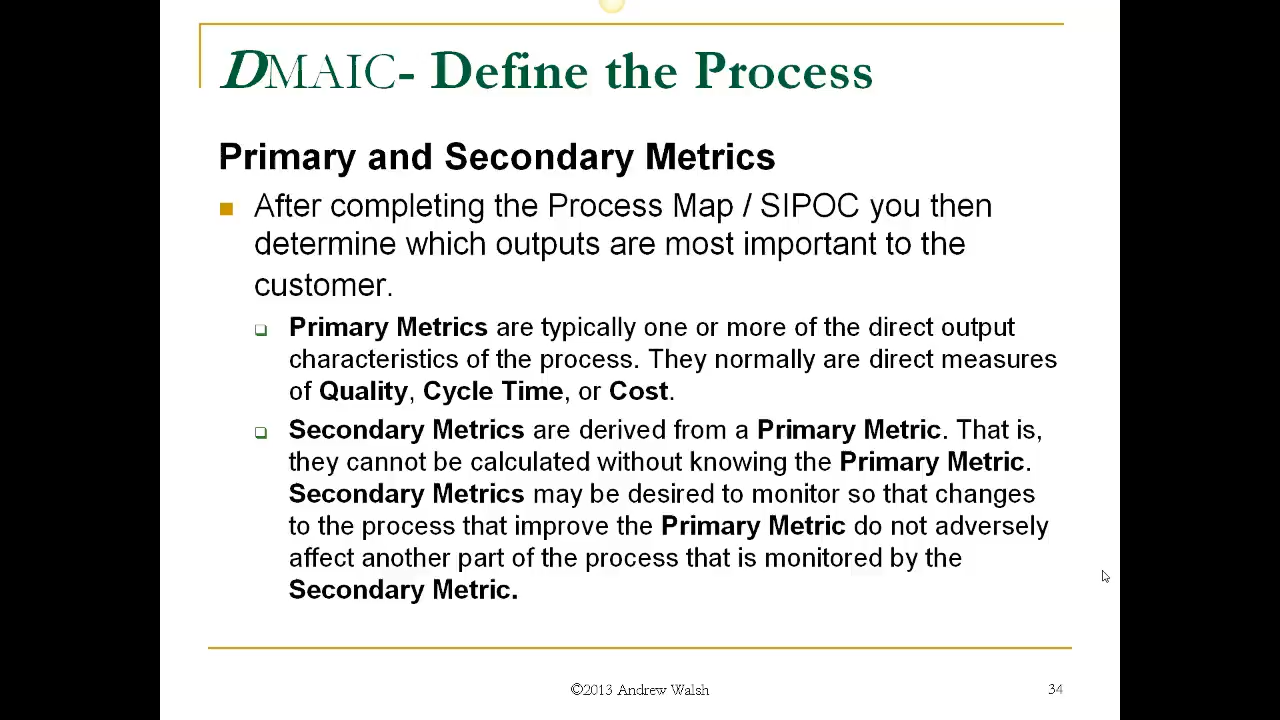 DMAIC- Define the Process
Primary and Secondary Metrics
After completing the Process Map / SIPOC you then
determine which outputs are most important to the
customer.
Primary Metrics are typically one or more of the direct output
characteristics of the process. They normally are direct measures
of Quality, Cycle Time, or Cost.
Secondary Metrics are derived from a Primary Metric. That is,
they cannot be calculated without knowing the Primary Metric.
Secondary Metrics may be desired to monitor so that changes
to the process that improve the Primary Metric do not adversely
affect another part of the process that is monitored by the
Secondary Metric.
©2013 Andrew Walsh
34